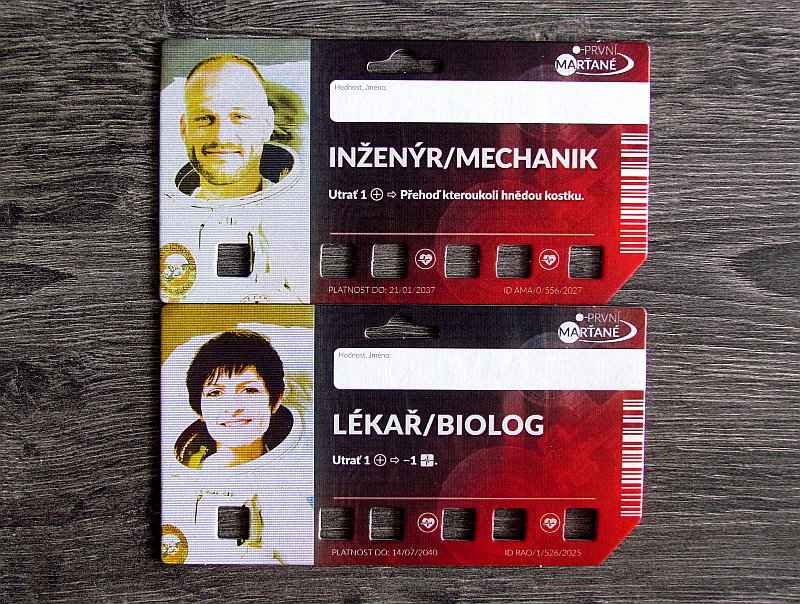 PRVNÍ
MARŤANÉ
Hodnost, Jméno:
INŽENÝR/MECHANIK
Utrať 1 ⊕ ⇨ Přehoď kteroukoli hnědou kostku.
PLATNOST DO: 21/01/2037 ID AMA/0/556/2027
PRVNÍ
MARŤANÉ
Hodnost, Jméno:
LÉKAŘ/BIOLOG
Utrať 1 ⊕ ⇨ –1 .
PLATNOST DO: 14/07/2040 ID RAO/1/526/2025